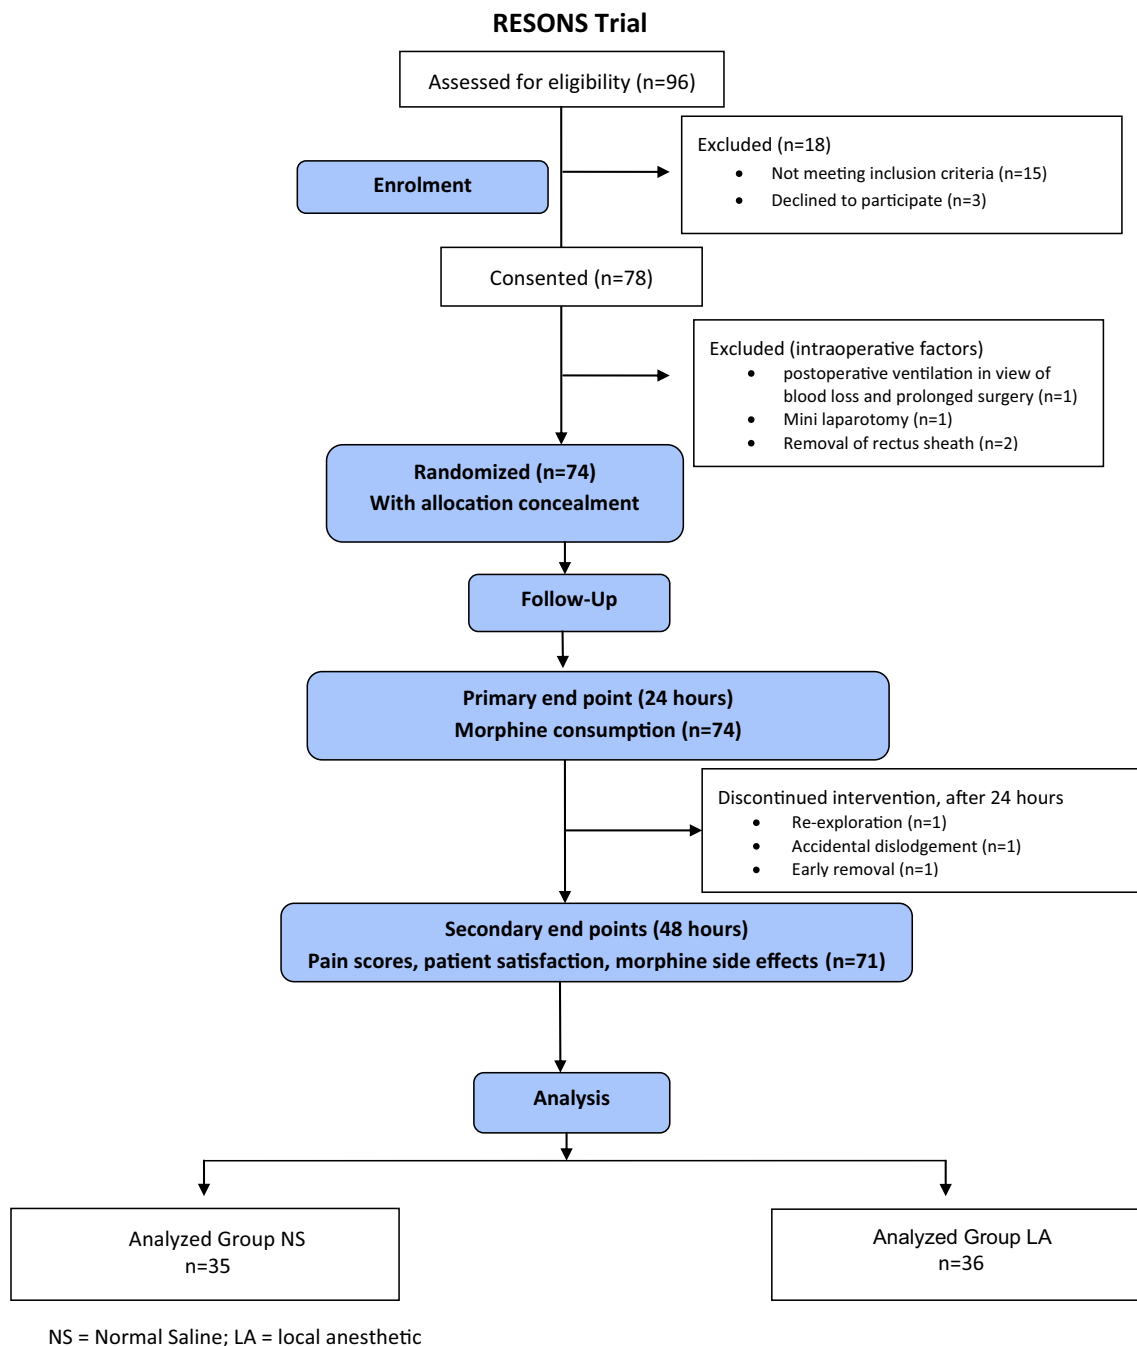 RESONS Trial
Assessed for eligibility (n=96)
Excluded (n=18)
• Not meeting inclusion criteria (n=15)
• Declined to participate (n=3)
Enrolment
Consented (n=78)
Excluded (intraoperative factors)
• postoperative ventilation in view of
blood loss and prolonged surgery (n=1)
• Mini laparotomy (n=1)
• Removal of rectus sheath (n=2)
Randomized (n=74)
With allocation concealment
Follow-Up
Primary end point (24 hours)
Morphine consumption (n=74)
Discontinued intervention, after 24 hours
• Re-exploration (n=1)
• Accidental dislodgement (n=1)
• Early removal (n=1)
Secondary end points (48 hours)
Pain scores, patient satisfaction, morphine side effects (n=71)
Analysis
Analyzed Group NS
n=35
Analyzed Group LA
n=36
NS = Normal Saline; LA = local anesthetic